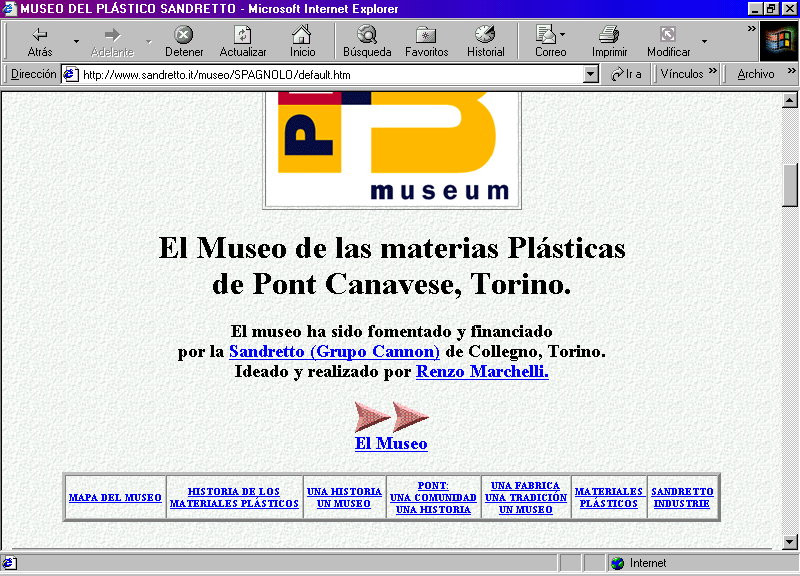 MUSEO DEL PLÁSTICO SANDRETTO - Microsoft Internet Explorer
Atrás Adelante Detener Actualizar Inicio Búsqueda Favoritos Historial Correo Imprimir Modificar »
Dirección http://www.sandretto.it/museo/SPAGNOLO/default.htm Ir a Vínculos » Archivo »
P
museum
El Museo de las materias Plásticas
de Pont Canavese, Torino.
El museo ha sido fomentado y financiado
por la Sandretto (Grupo Cannon) de Collegno, Torino.
Ideado y realizado por Renzo Marchelli.
El Museo
MAPA DEL MUSEO
HISTORIA DE LOS
MATERIALES PLÁSTICOS
UNA HISTORIA
UN MUSEO
PONT:
UNA COMUNIDAD
UNA HISTORIA
UNA FABRICA
UNA TRADICIÓN
UN MUSEO
MATERIALES
PLÁSTICOS
SANDRETTO
INDUSTRIE
Internet